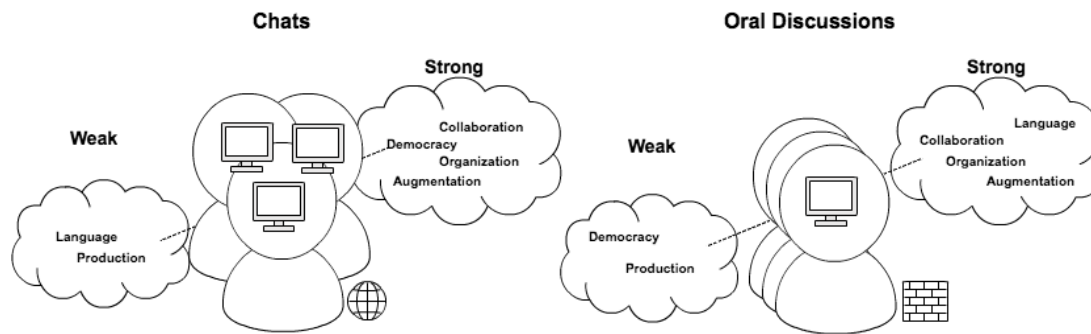 Chats
Strong
Weak
Collaboration
Democracy
Organization
Augmentation
Language
Production
Oral Discussions
Strong
Weak
Language
Collaboration
Organization
Augmentation
Democracy
Production